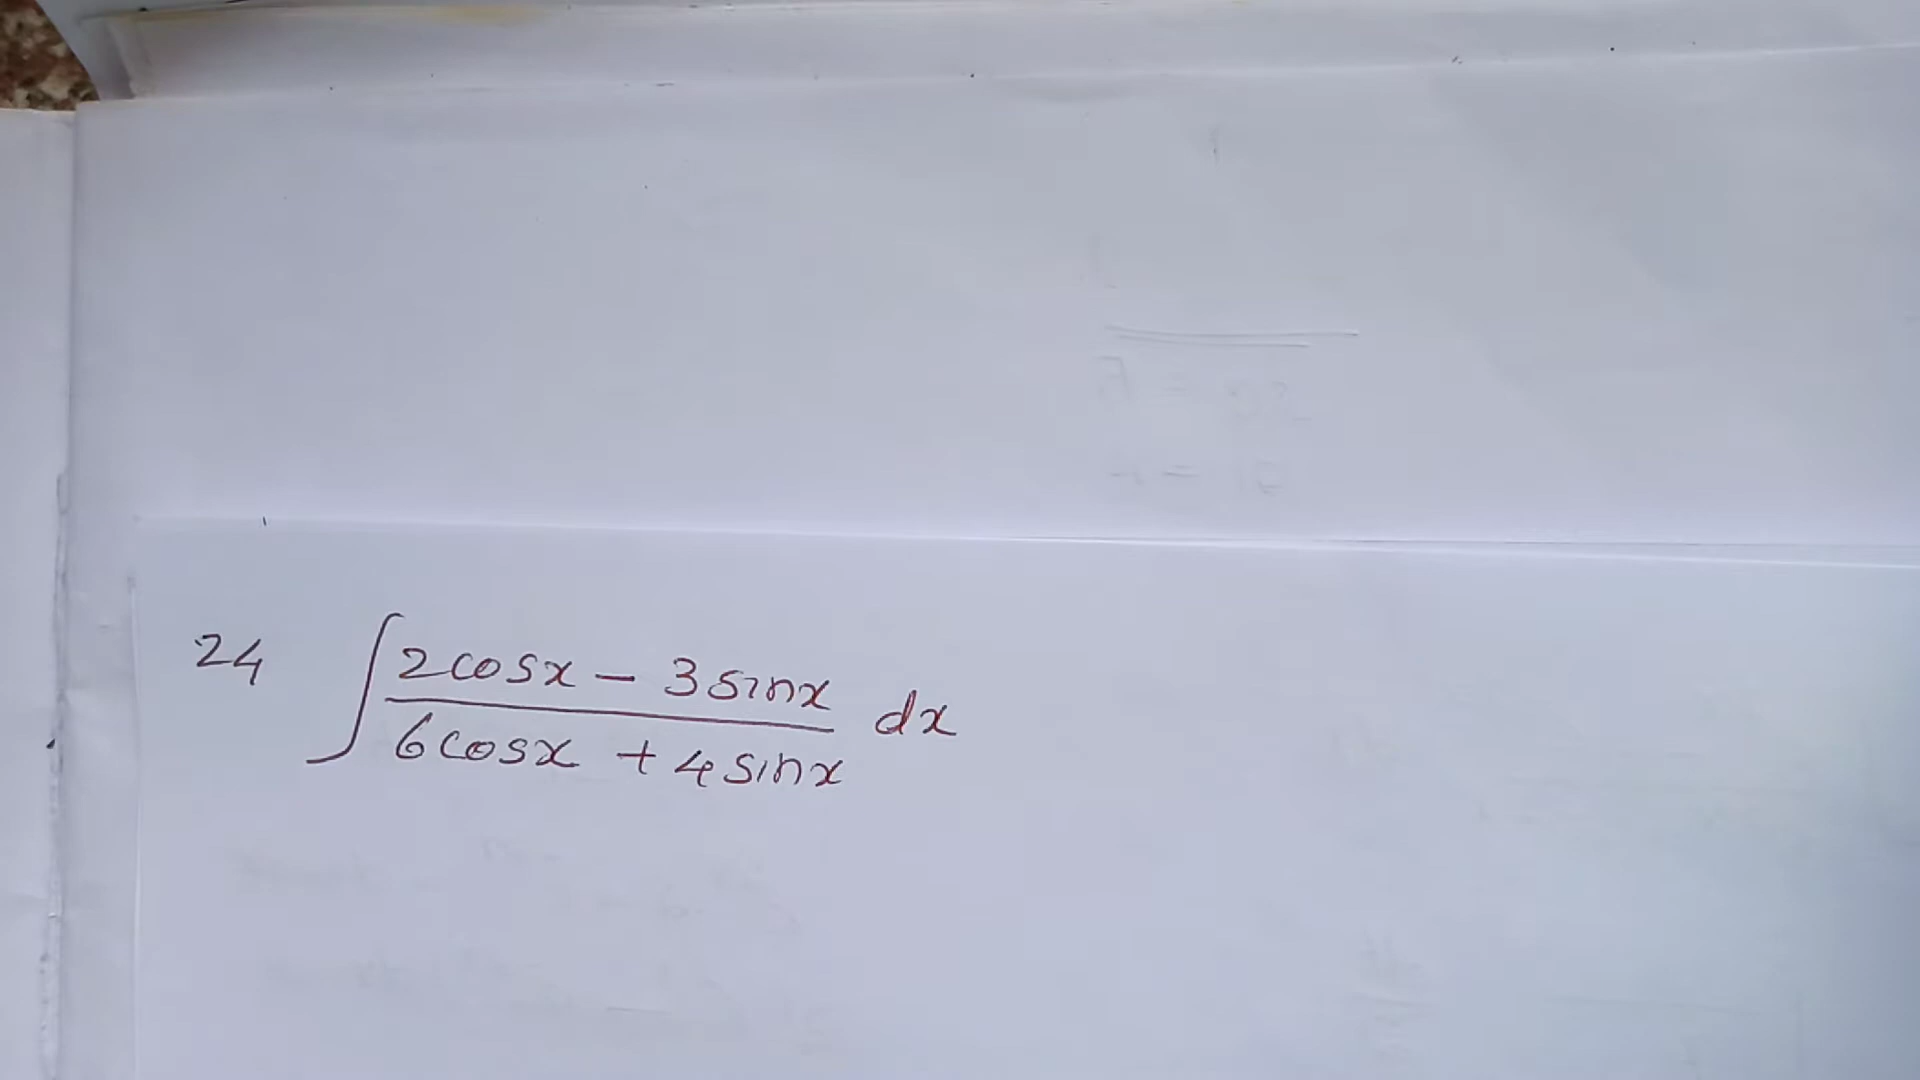 24 ∫ (2cosx − 3sinx)/(6cosx + 4sinx) dx